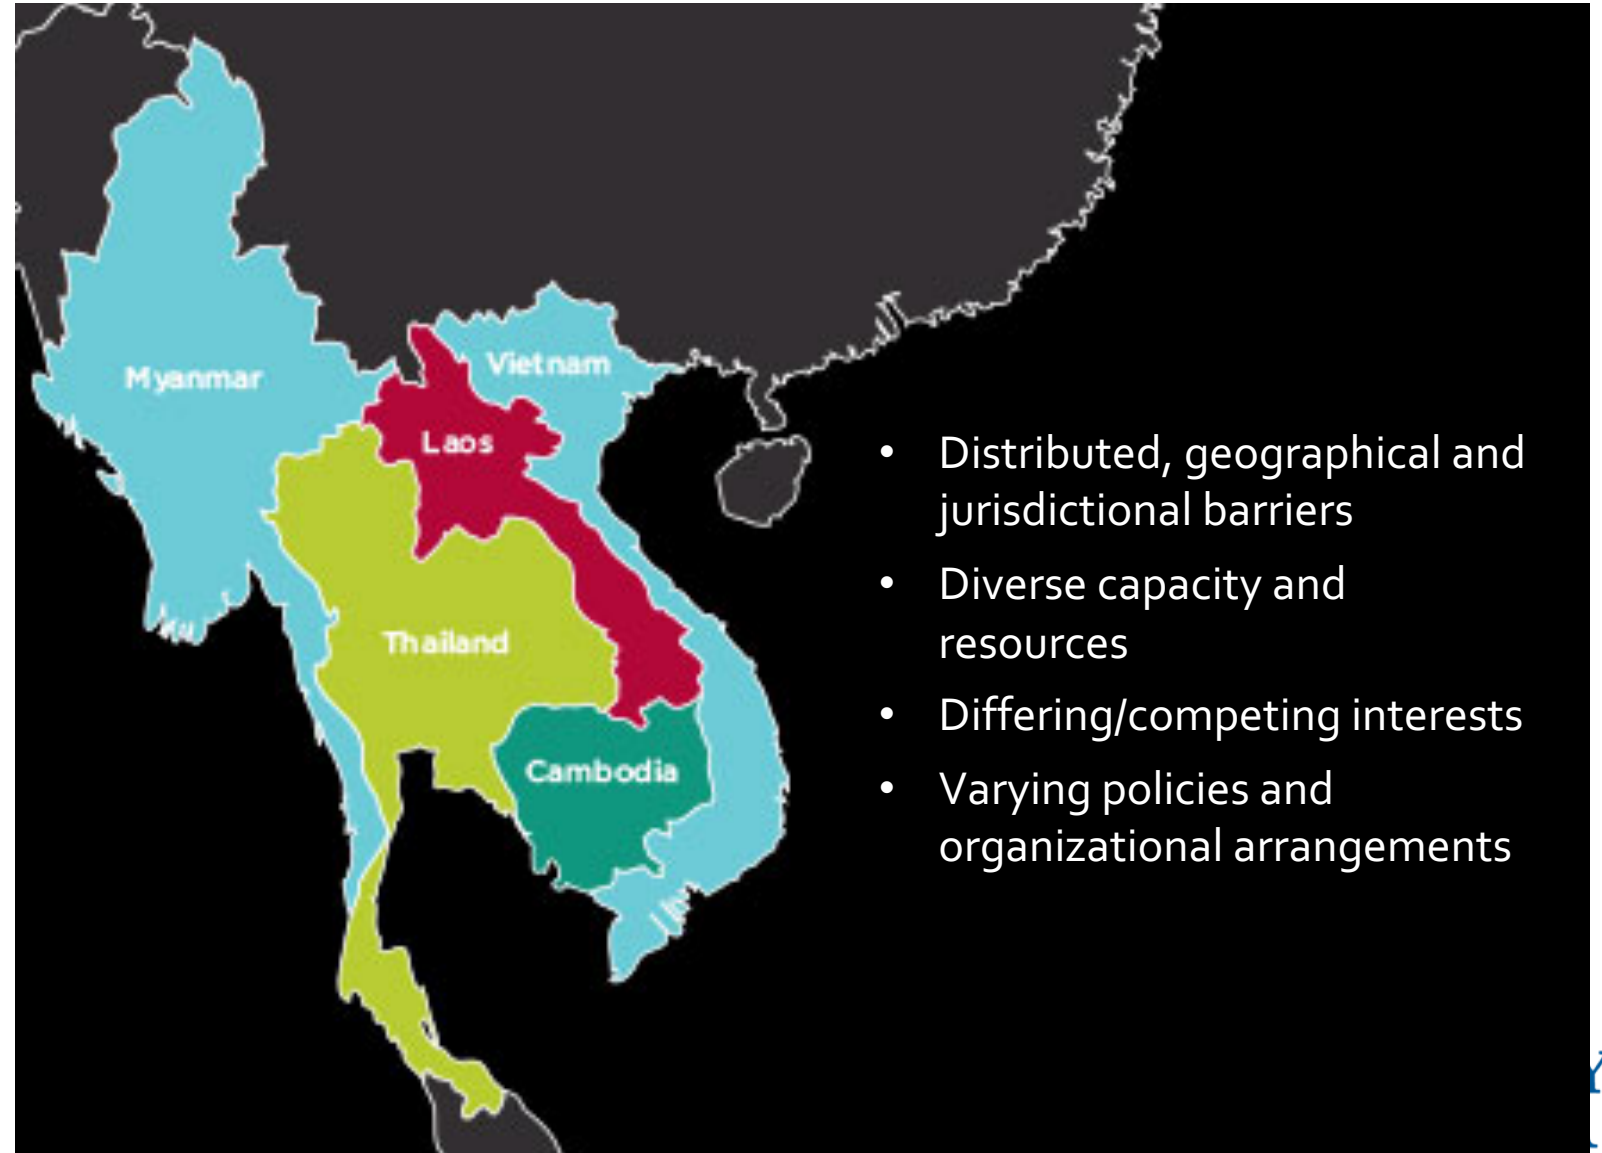 Myanmar
Vietnam
Laos
Thailand
Cambodia
• Distributed, geographical and
jurisdictional barriers
• Diverse capacity and
resources
• Differing/competing interests
• Varying policies and
organizational arrangements